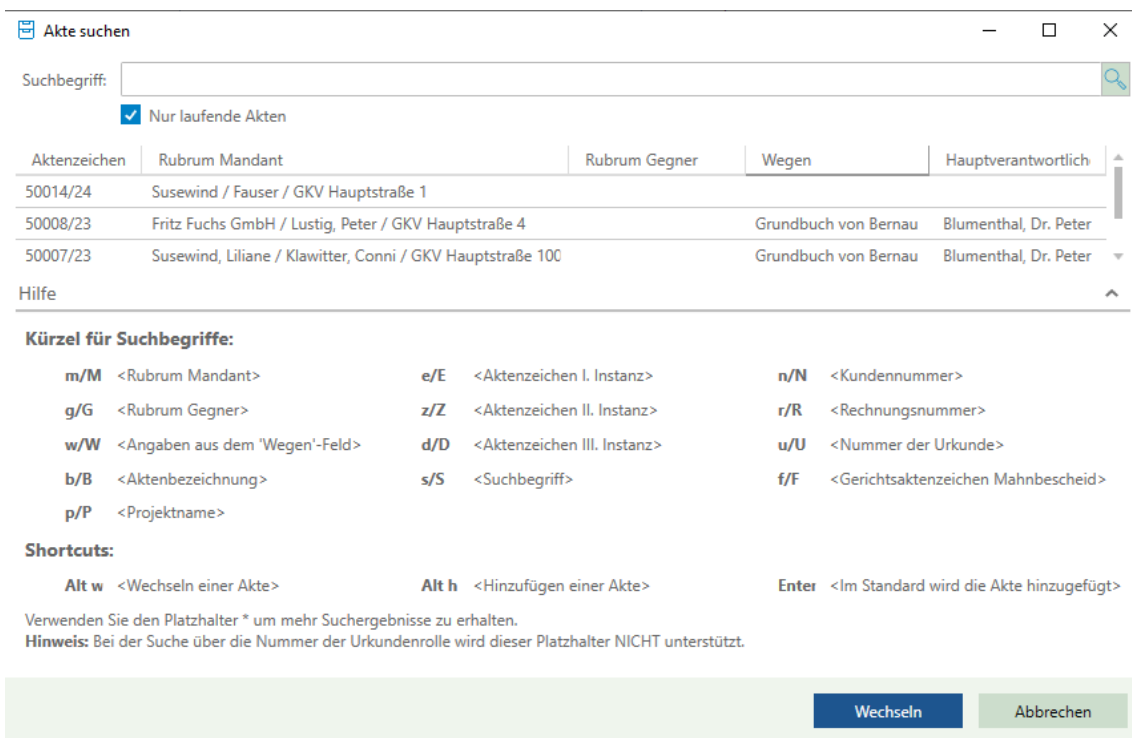 Akte suchen
Suchbegriff:
Nur laufende Akten
Aktenzeichen Rubrum Mandant Rubrum Gegner Wegen Hauptverantwortlich
50014/24 Susewind / Fauser / GKV Hauptstraße 1
50008/23 Fritz Fuchs GmbH / Lustig, Peter / GKV Hauptstraße 4 Grundbuch von Bernau Blumenthal, Dr. Peter
50007/23 Susewind, Liliane / Klawitter, Conni / GKV Hauptstraße 100 Grundbuch von Bernau Blumenthal, Dr. Peter
Hilfe
Kürzel für Suchbegriffe:
m/M <Rubrum Mandant> e/E <Aktenzeichen I. Instanz> n/N <Kundennummer>
g/G <Rubrum Gegner> z/Z <Aktenzeichen II. Instanz> r/R <Rechnungsnummer>
w/W <Angaben aus dem 'Wegen'-Feld> d/D <Aktenzeichen III. Instanz> u/U <Nummer der Urkunde>
b/B <Aktenbezeichnung> s/S <Suchbegriff> f/F <Gerichtsaktenzeichen Mahnbescheid>
p/P <Projektname>
Shortcuts:
Alt w <Wechseln einer Akte> Alt h <Hinzufügen einer Akte> Enter <Im Standard wird die Akte hinzugefügt>
Verwenden Sie den Platzhalter * um mehr Suchergebnisse zu erhalten.
Hinweis: Bei der Suche über die Nummer der Urkundenrolle wird dieser Platzhalter NICHT unterstützt.
Wechseln Abbrechen